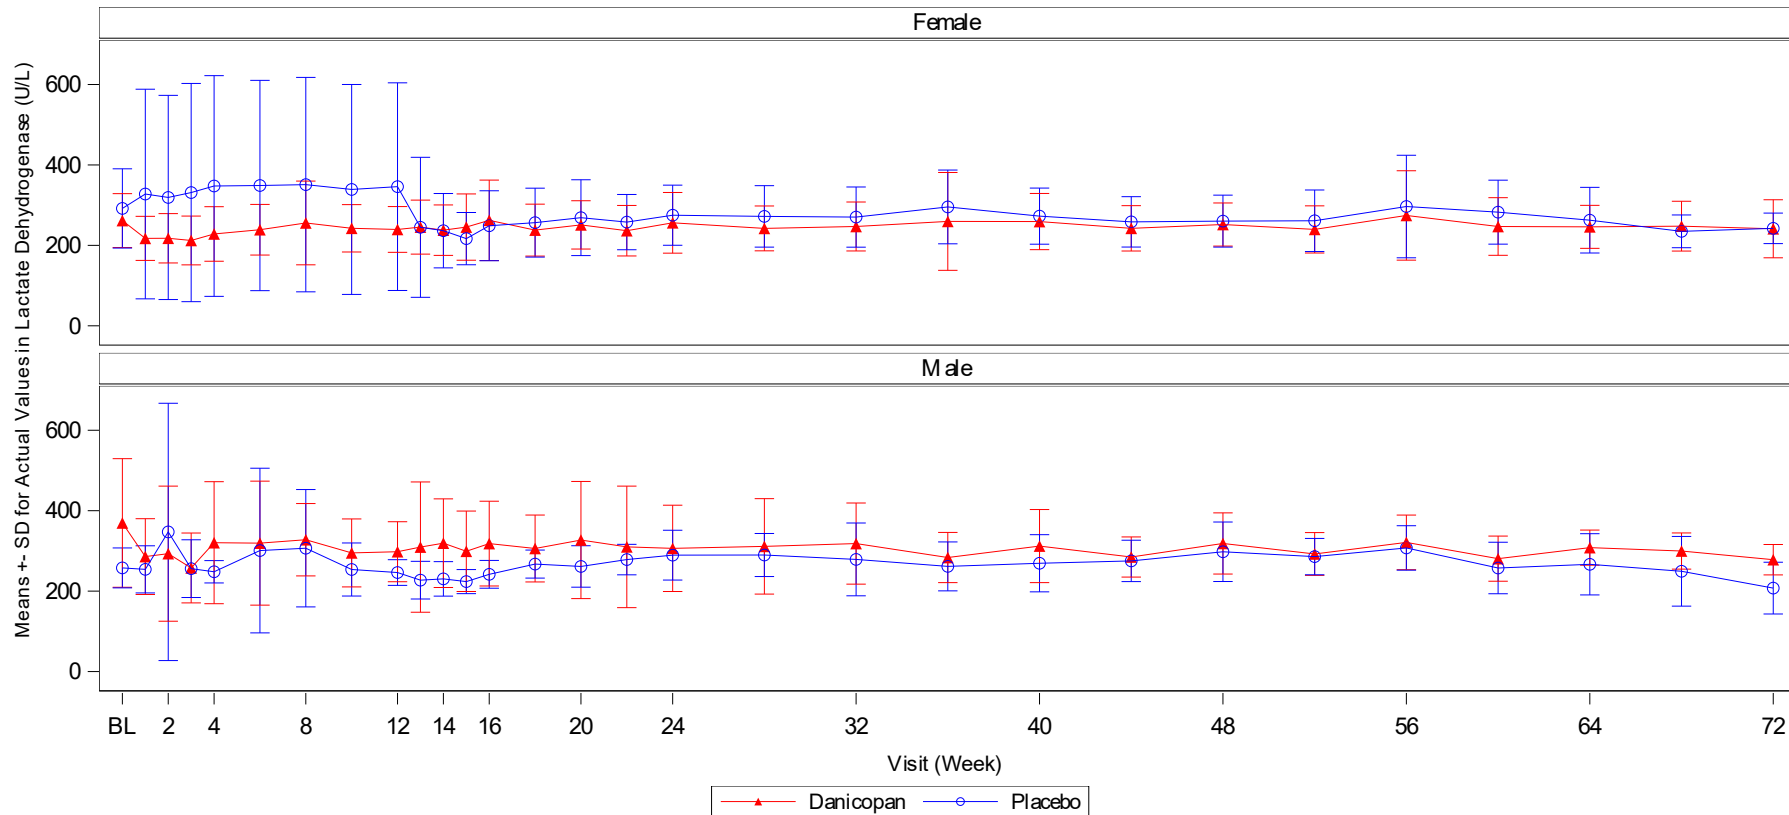 Female
Means +- SD for Actual Values in Lactate Dehydrogenase (U/L)
600
400
200
0
Male
600
400
200
0
BL 2 4 8 12 14 16 20 24 32 40 48 56 64 72
Visit (Week)
Danicopan Placebo